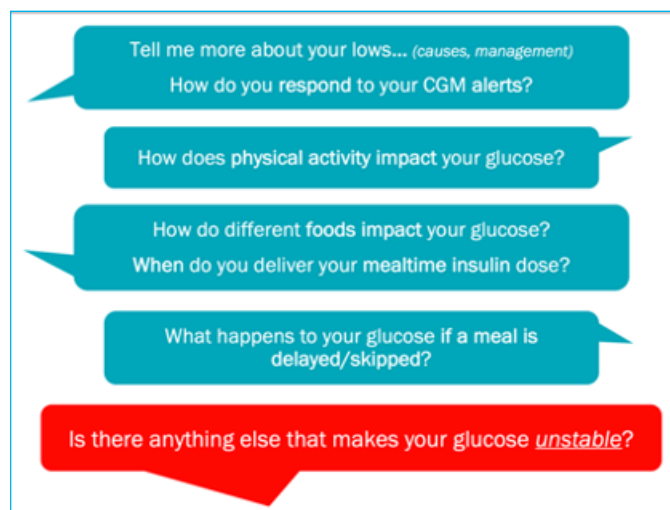 Tell me more about your lows... (causes, management)
How do you respond to your CGM alerts?
How does physical activity impact your glucose?
How do different foods impact your glucose?
When do you deliver your mealtime insulin dose?
What happens to your glucose if a meal is
delayed/skipped?
Is there anything else that makes your glucose unstable?